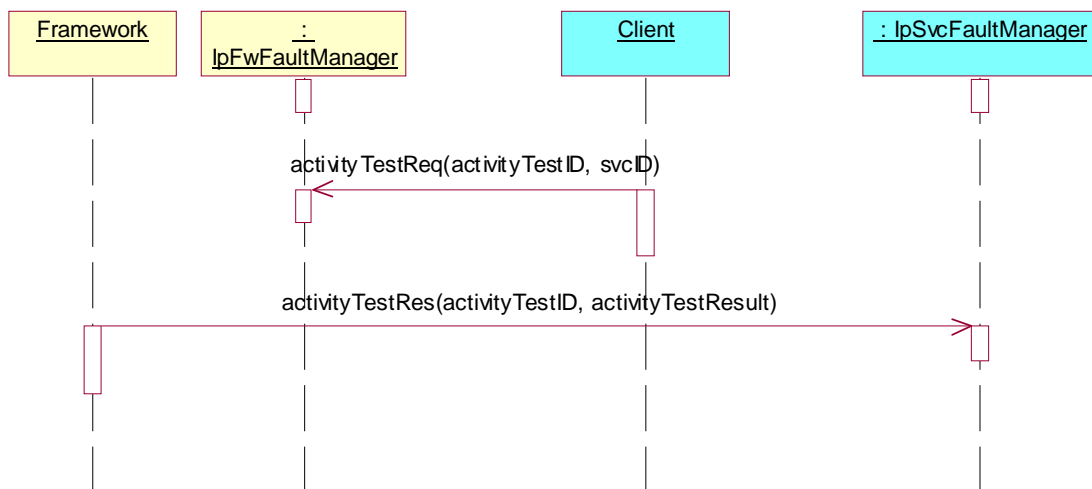 Framework
:
IpFwFaultManager
Client
: IpSvcFaultManager
activityTestReq(activityTestID, svcID)
activityTestRes(activityTestID, activityTestResult)